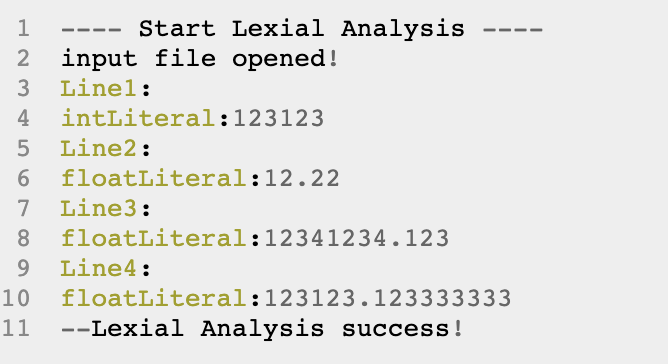 1 ---- Start Lexial Analysis ----
2 input file opened!
3 Line1:
4 intLiteral:123123
5 Line2:
6 floatLiteral:12.22
7 Line3:
8 floatLiteral:12341234.123
9 Line4:
10 floatLiteral:123123.123333333
11 --Lexial Analysis success!